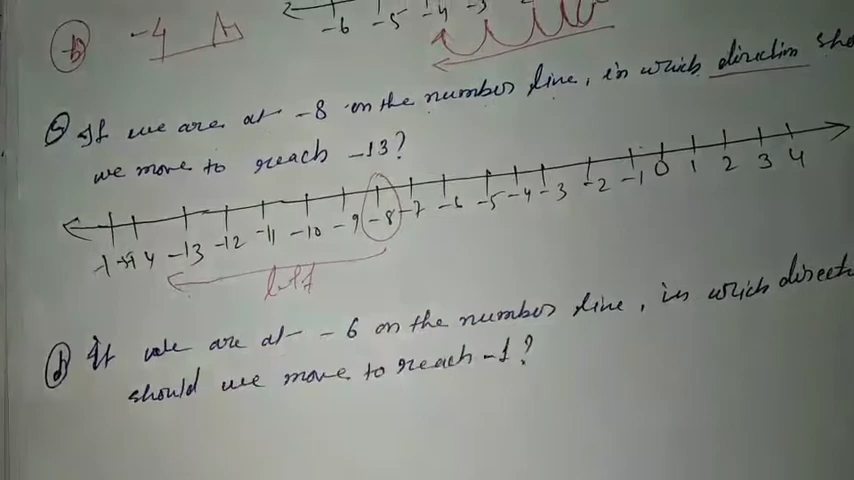 (b) -4 A
-6 -5 -4 -3
(c) If we are at -8 on the number line, in which direction sho
we move to reach -13?
-14 -13 -12 -11 -10 -9 -8 -7 -6 -5 -4 -3 -2 -1 0 1 2 3 4
left
(d) If we are at -6 on the number line, in which directi
should we move to reach -1?